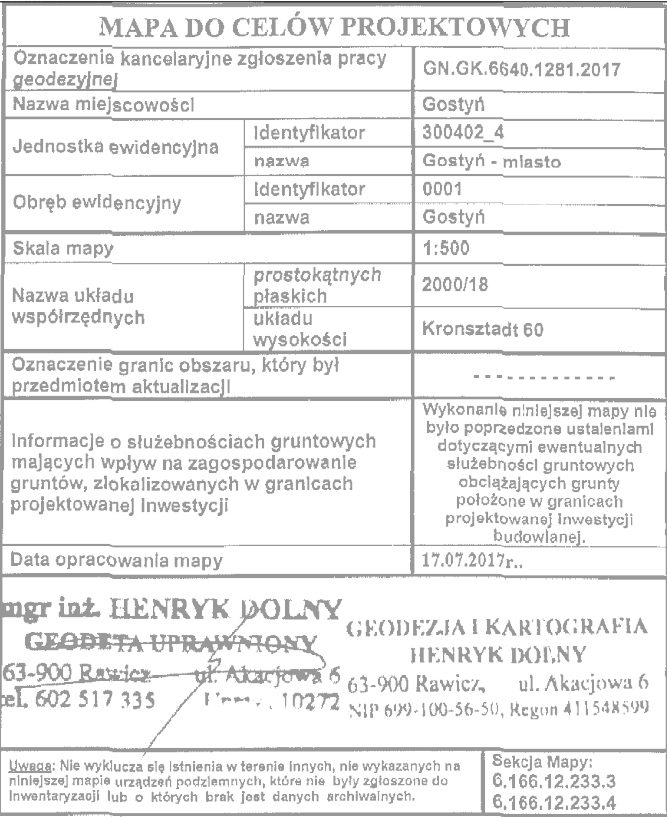 MAPA DO CELÓW PROJEKTOWYCH
Oznaczenie kancelaryjne zgłoszenia pracy
geodezyjnej
GN.GK.6640.1281.2017
Nazwa miejscowości
Gostyń
Jednostka ewidencyjna
Identyfikator
300402_4
nazwa
Gostyń - miasto
Obręb ewidencyjny
Identyfikator
0001
nazwa
Gostyń
Skala mapy
1:500
Nazwa układu
współrzędnych
prostokątnych
płaskich
2000/18
układu
wysokości
Kronsztadt 60
Oznaczenie granic obszaru, który był
przedmiotem aktualizacji
- - - - - - - - - - - - -
Informacje o służebnościach gruntowych
mających wpływ na zagospodarowanie
gruntów, zlokalizowanych w granicach
projektowanej Inwestycji
Wykonanie niniejszej mapy nie
było poprzedzone ustaleniami
dotyczącymi ewentualnych
służebności gruntowych
obciążających grunty
położone w granicach
projektowanej Inwestycji
budowlanej.
Data opracowania mapy
17.07.2017r..
mgr inż. HENRYK DOLNY
GEODETA UPRAWNIONY
63-900 Rawicz ul. Akacjowa 6
tel. 602 517 335 10272
GEODEZJA I KARTOGRAFIA
HENRYK DOLNY
63-900 Rawicz, ul. Akacjowa 6
NIP 699-100-56-50, Regon 411548599
Uwaga: Nie wyklucza się istnienia w terenie innych, nie wykazanych na
niniejszej mapie urządzeń podziemnych, które nie były zgłoszone do
inwentaryzacji lub o których brak jest danych archiwalnych.
Sekcja Mapy:
6.166.12.233.3
6.166.12.233.4